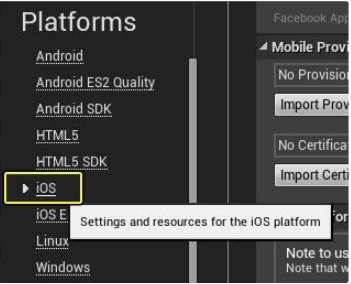 Platforms
Android
Android ES2 Quality
Android SDK
HTML5
HTML5 SDK
iOS
iOS E
Linux
Windows
Settings and resources for the iOS platform
Facebook App
Mobile Provi
No Provision
Import Prov
No Certifica
Import Certi
for
Note to us
Note that w